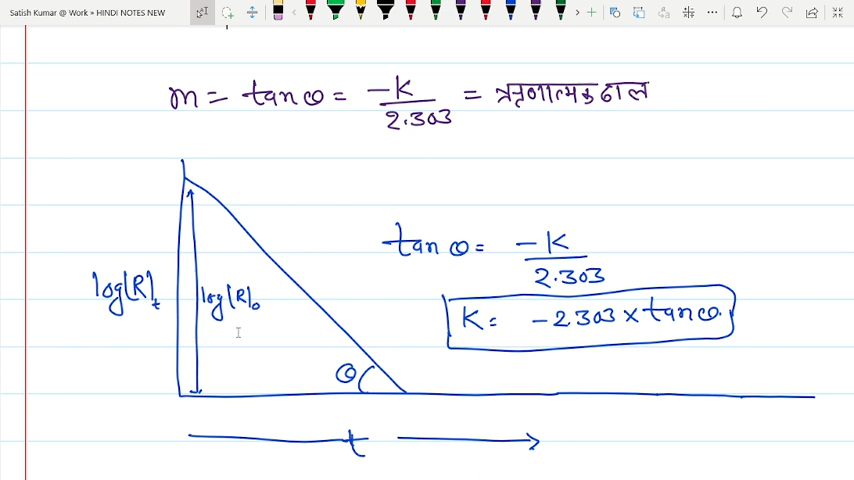 Satish Kumar @ Work » HINDI NOTES NEW
m = tan θ = -K/2.303 = ऋणात्मक ढाल
tan θ = -K/2.303
log[R]t
log[R]0
K = -2.303 × tan θ
θ
t